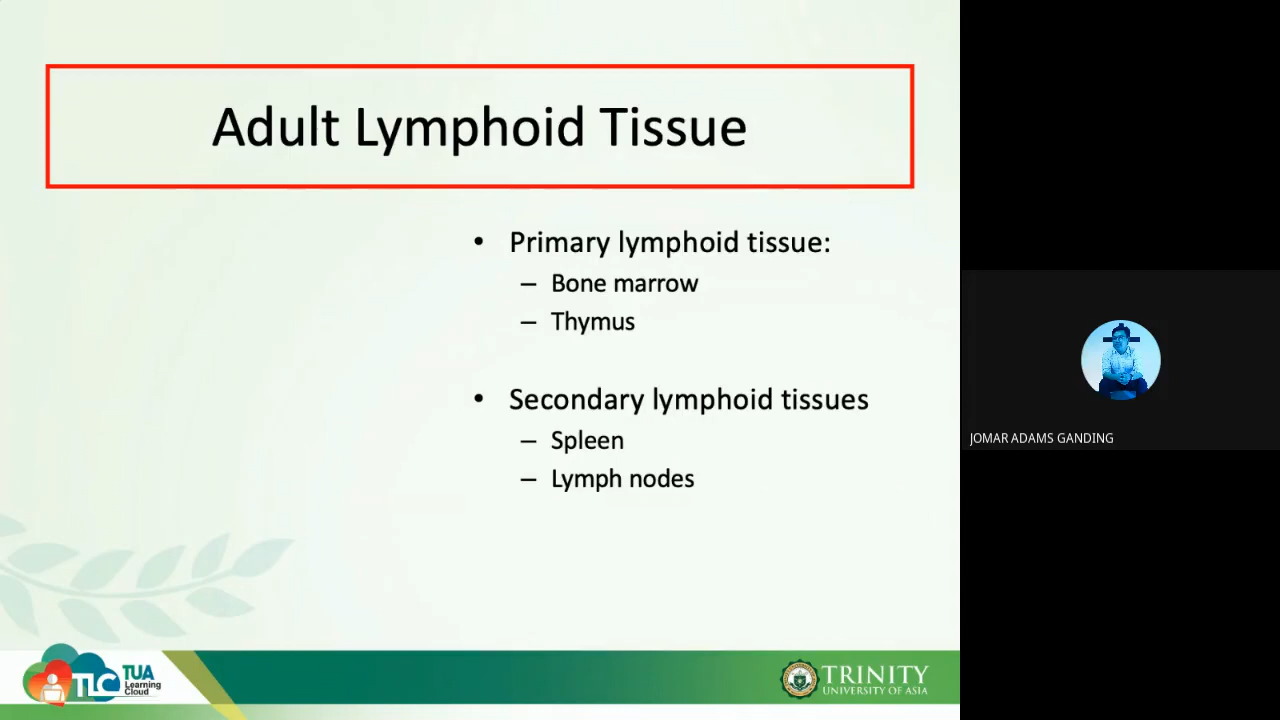 Adult Lymphoid Tissue
• Primary lymphoid tissue:
– Bone marrow
– Thymus
• Secondary lymphoid tissues
– Spleen
– Lymph nodes
JOMAR ADAMS GANDING
TLC
TUA
Learning
Cloud
TRINITY
UNIVERSITY OF ASIA